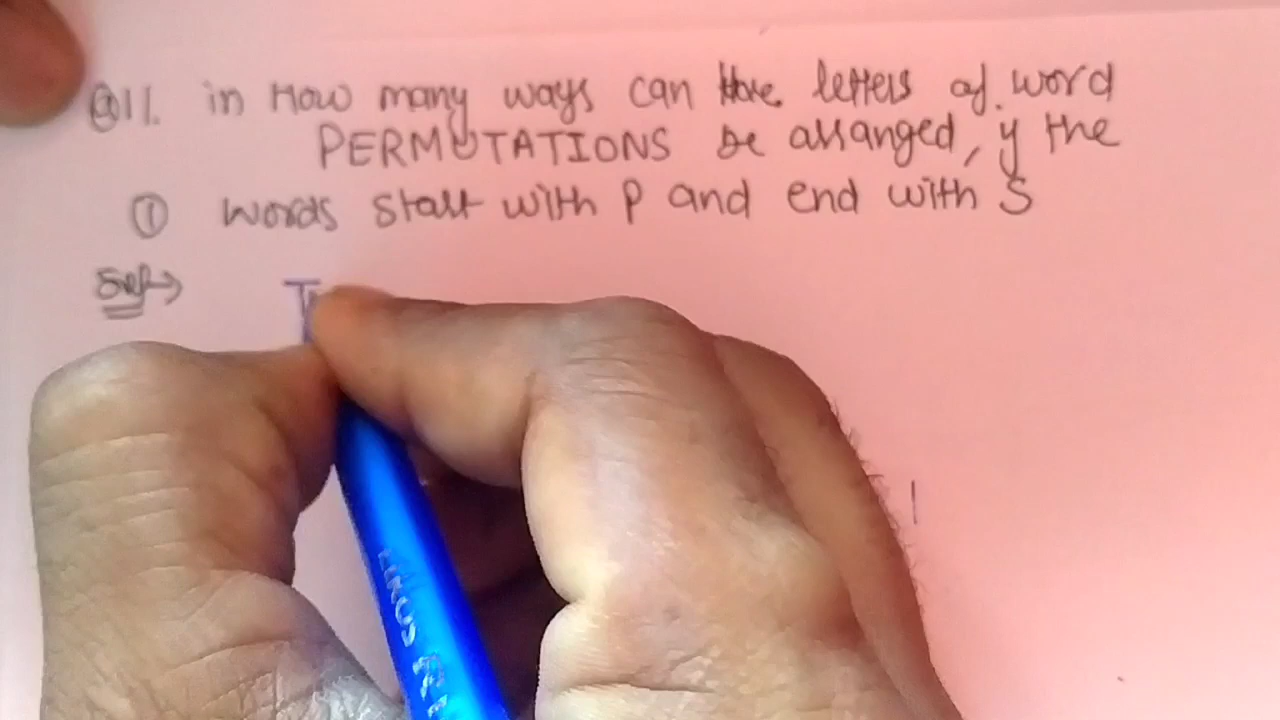 Q11. in How many ways can the letters of word
PERMUTATIONS be arranged, if the
① words start with P and end with S
Sol→
T